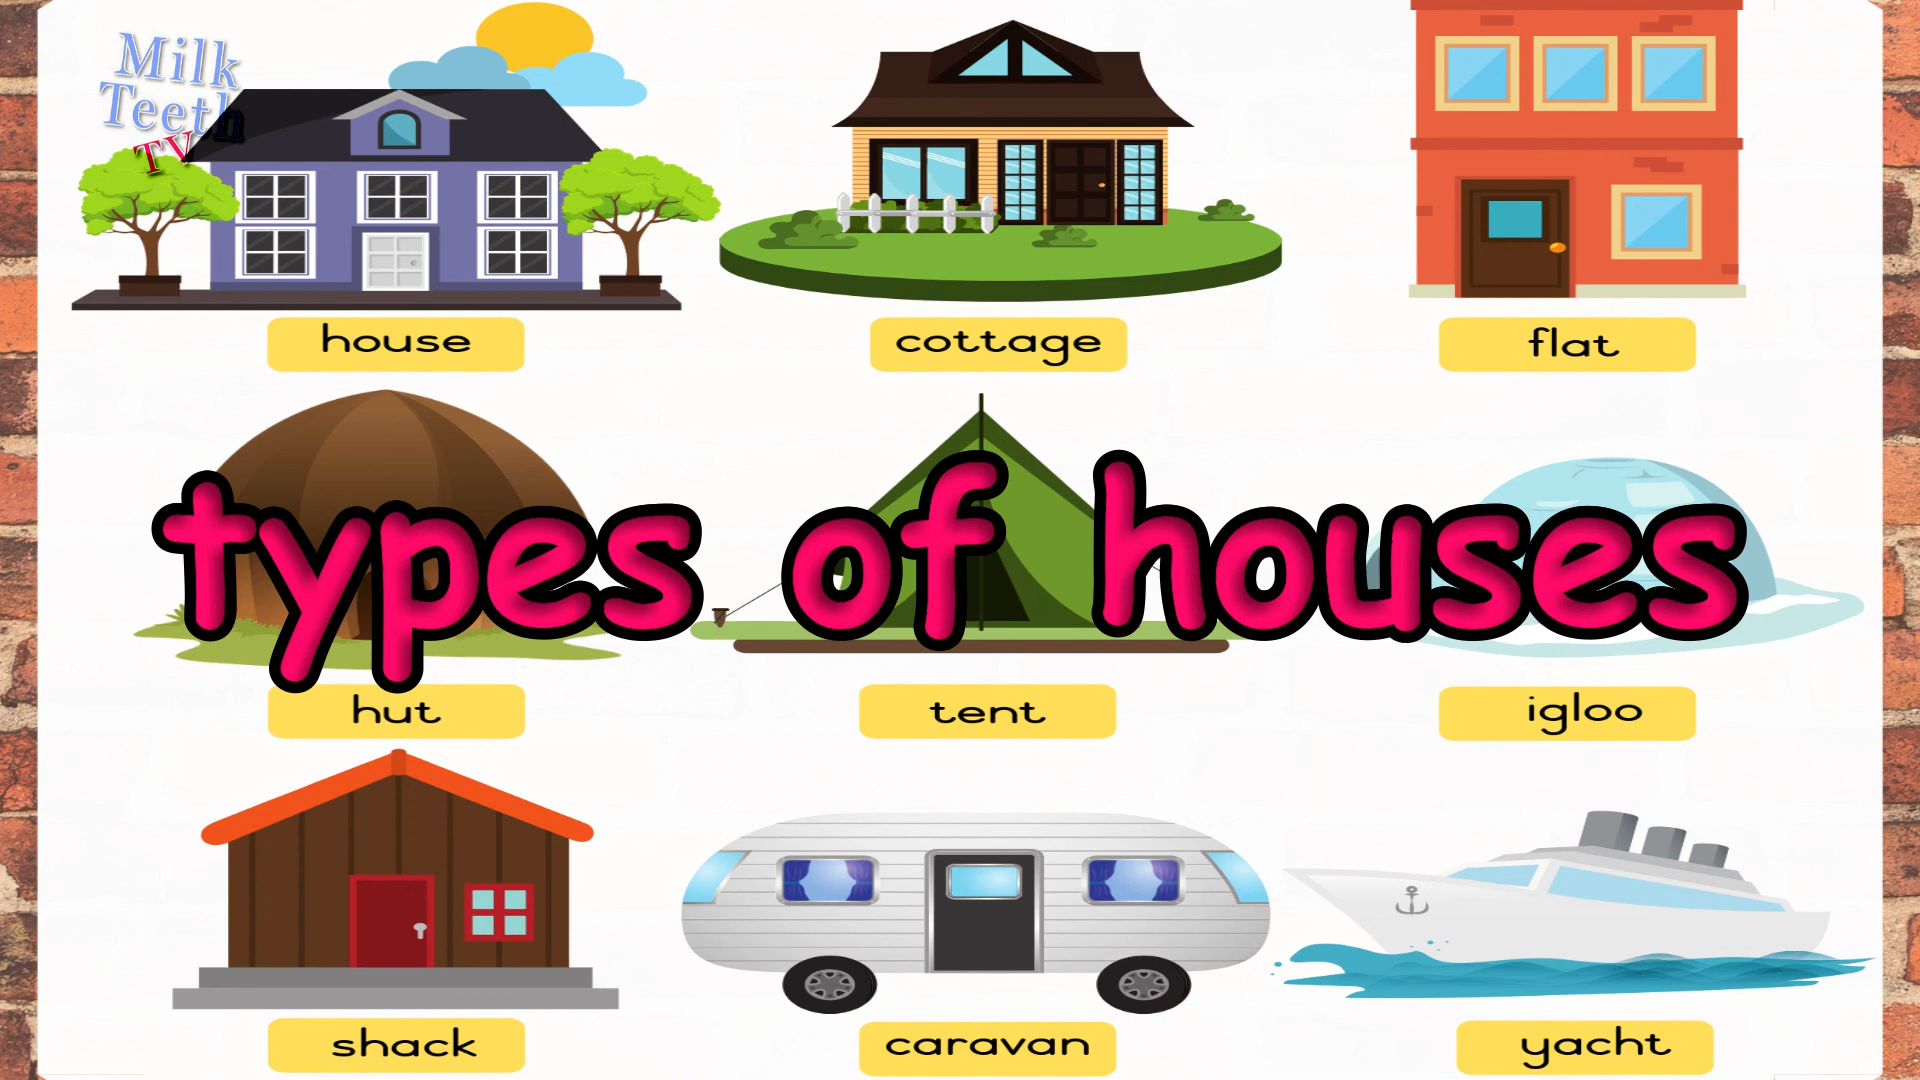 Milk
Teeth
TV
house
cottage
flat
types of houses
hut
tent
igloo
shack
caravan
yacht